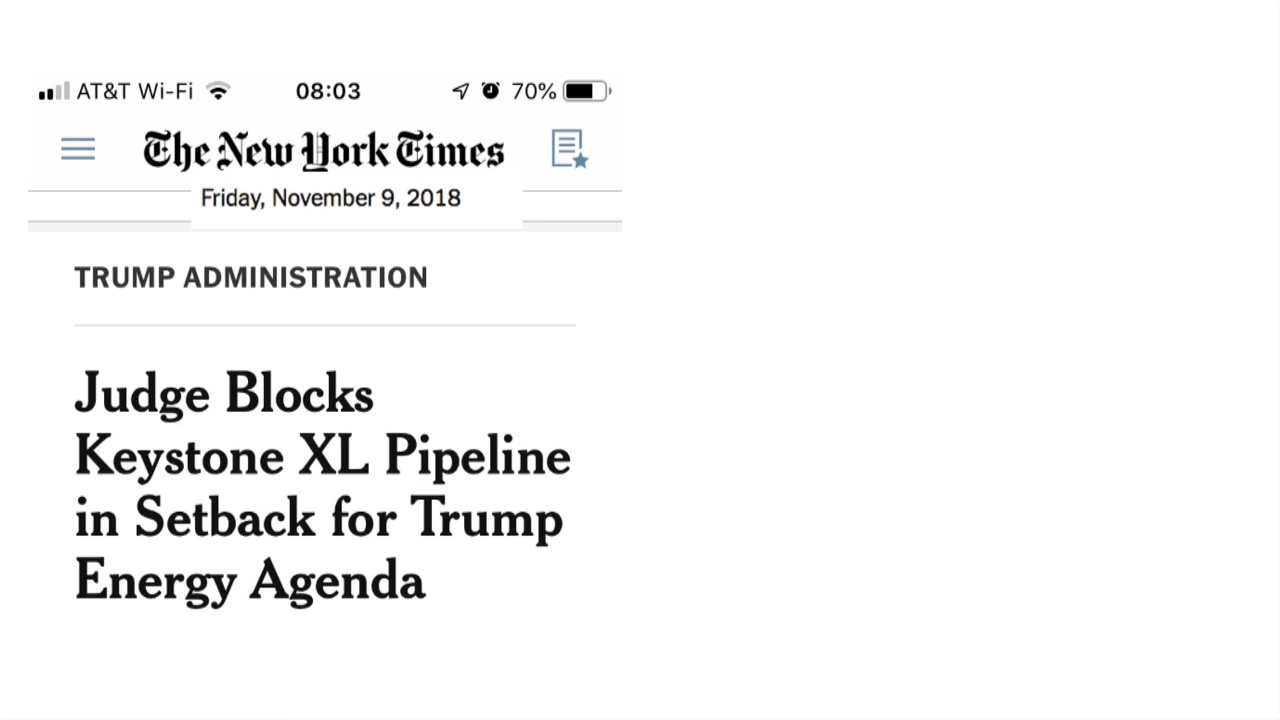 AT&T Wi-Fi 08:03 70%
The New York Times
Friday, November 9, 2018
TRUMP ADMINISTRATION
Judge Blocks
Keystone XL Pipeline
in Setback for Trump
Energy Agenda